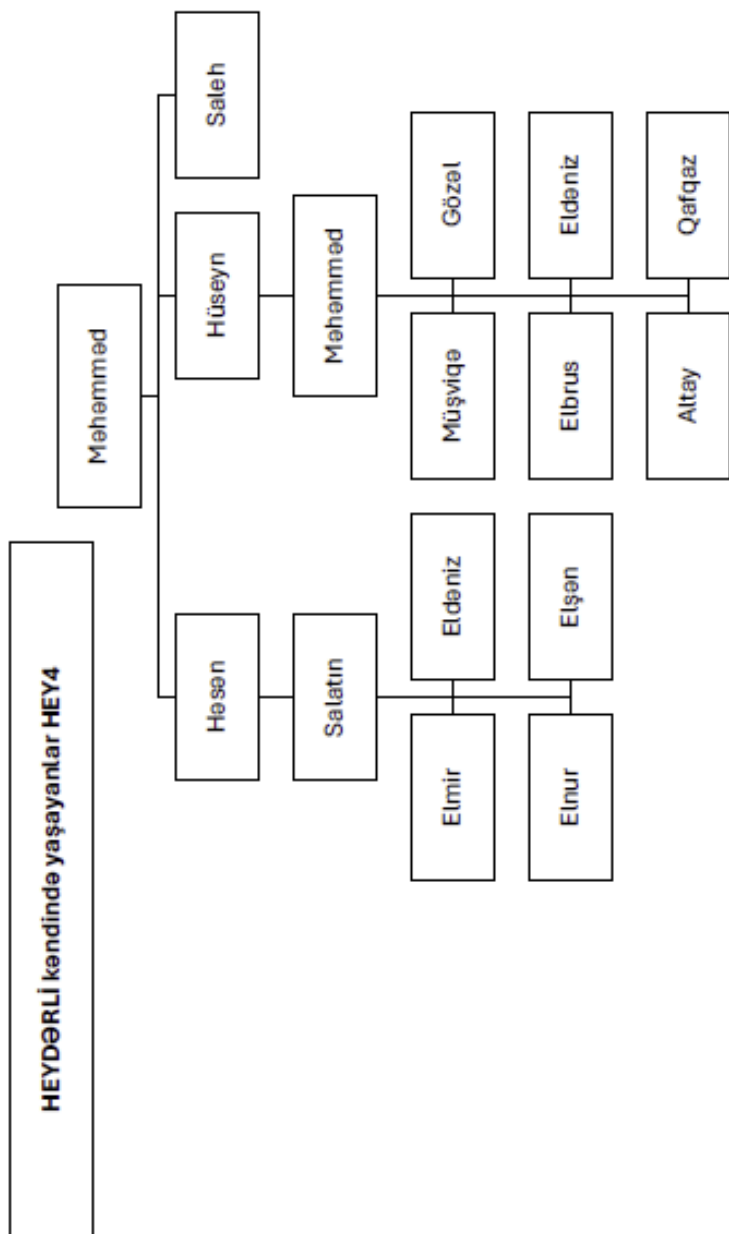 HEYDƏRLİ kəndində yaşayanlar HEY4
Məhəmməd
Həsən
Hüseyn
Saleh
Salatın
Məhəmməd
Elmir
Eldəniz
Müşviqə
Gözəl
Elnur
Elşən
Elbrus
Eldəniz
Altay
Qafqaz